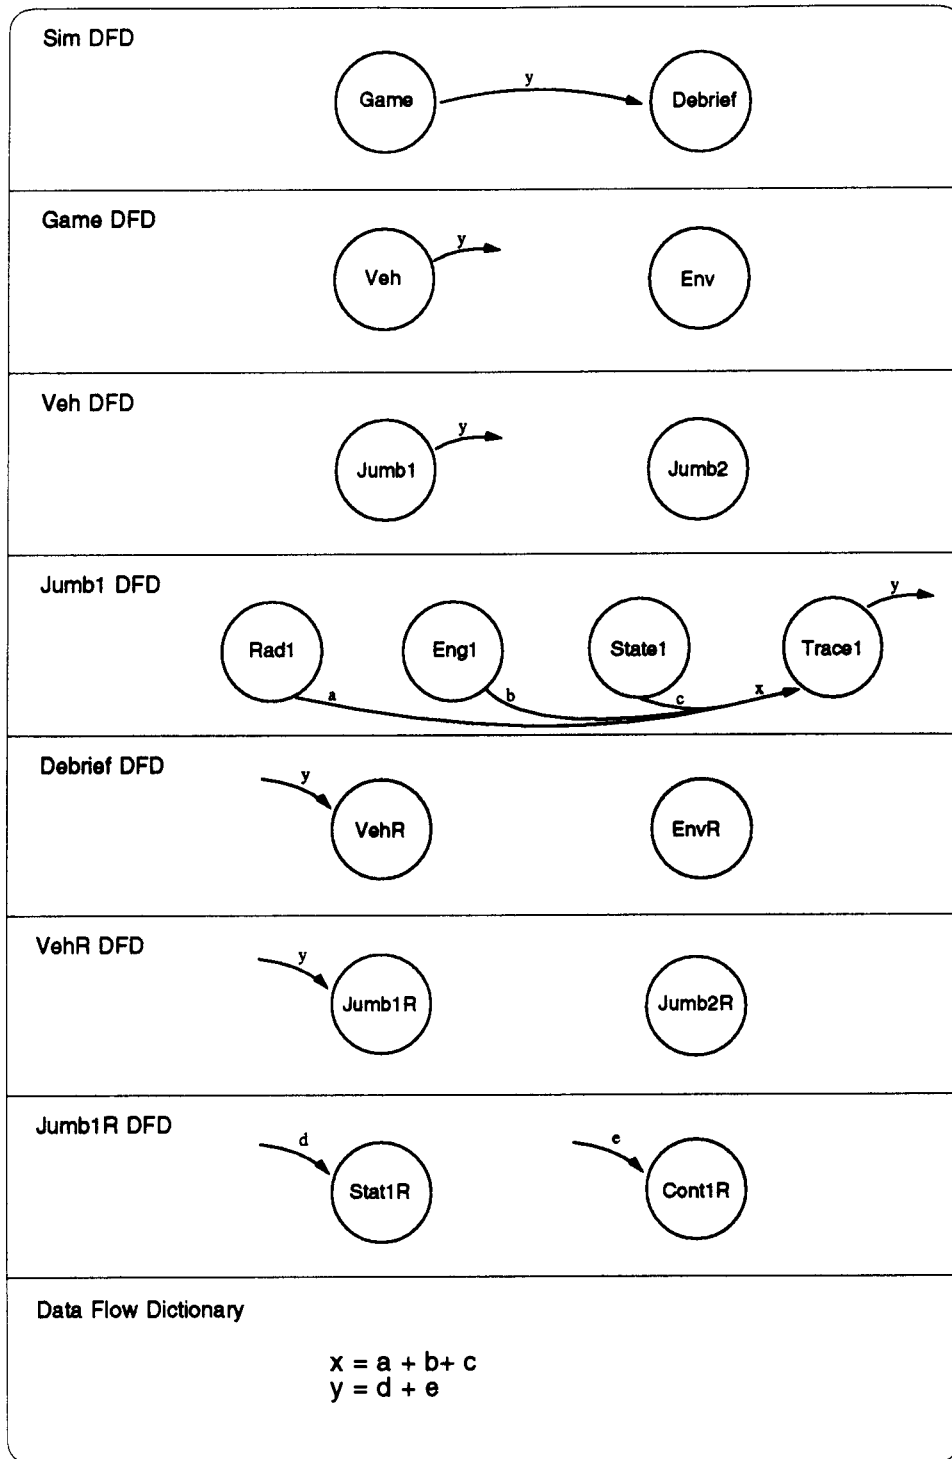 Sim DFD
y
Game
Debrief
Game DFD
y
Veh
Env
Veh DFD
y
Jumb1
Jumb2
Jumb1 DFD
y
Rad1
Eng1
State1
Trace1
a
b
c
x
Debrief DFD
y
VehR
EnvR
VehR DFD
y
Jumb1R
Jumb2R
Jumb1R DFD
d
e
Stat1R
Cont1R
Data Flow Dictionary
x = a + b+ c
y = d + e